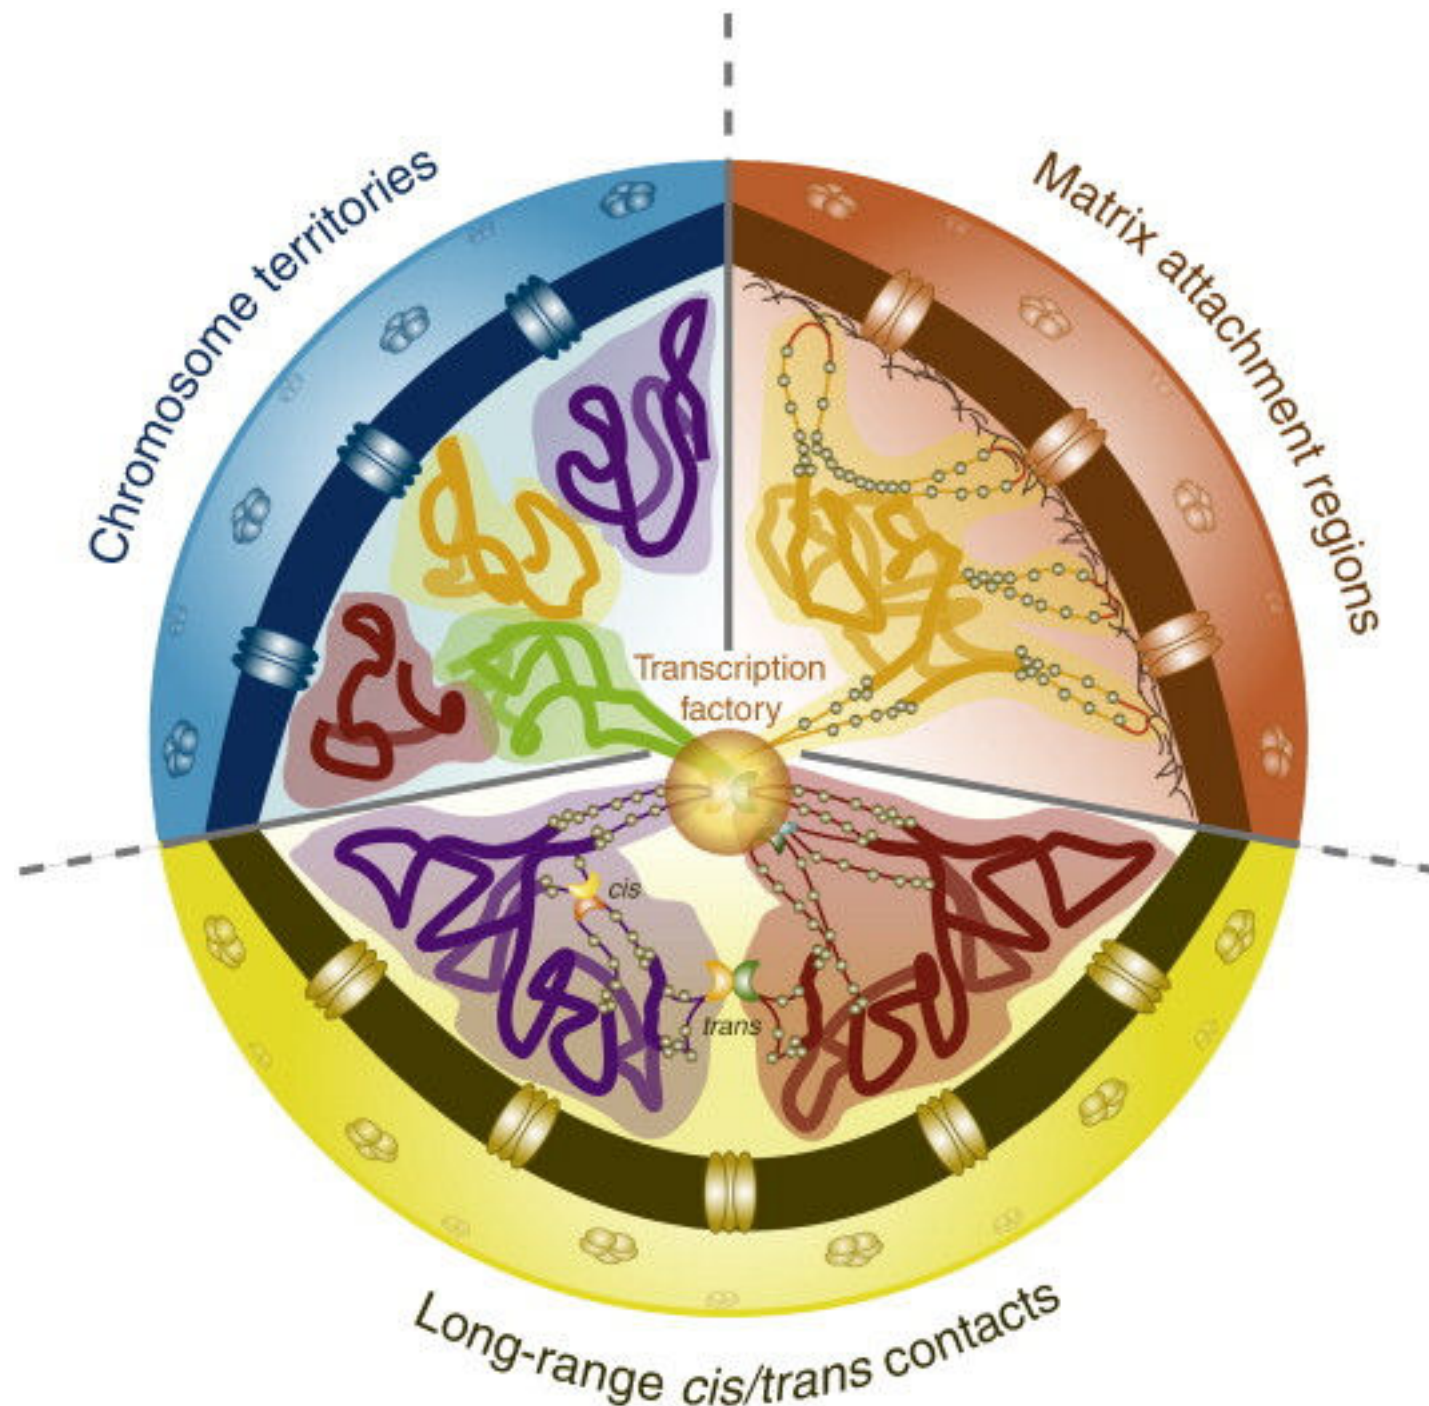 Chromosome territories
Matrix attachment regions
Transcription
factory
cis
trans
Long-range cis/trans contacts